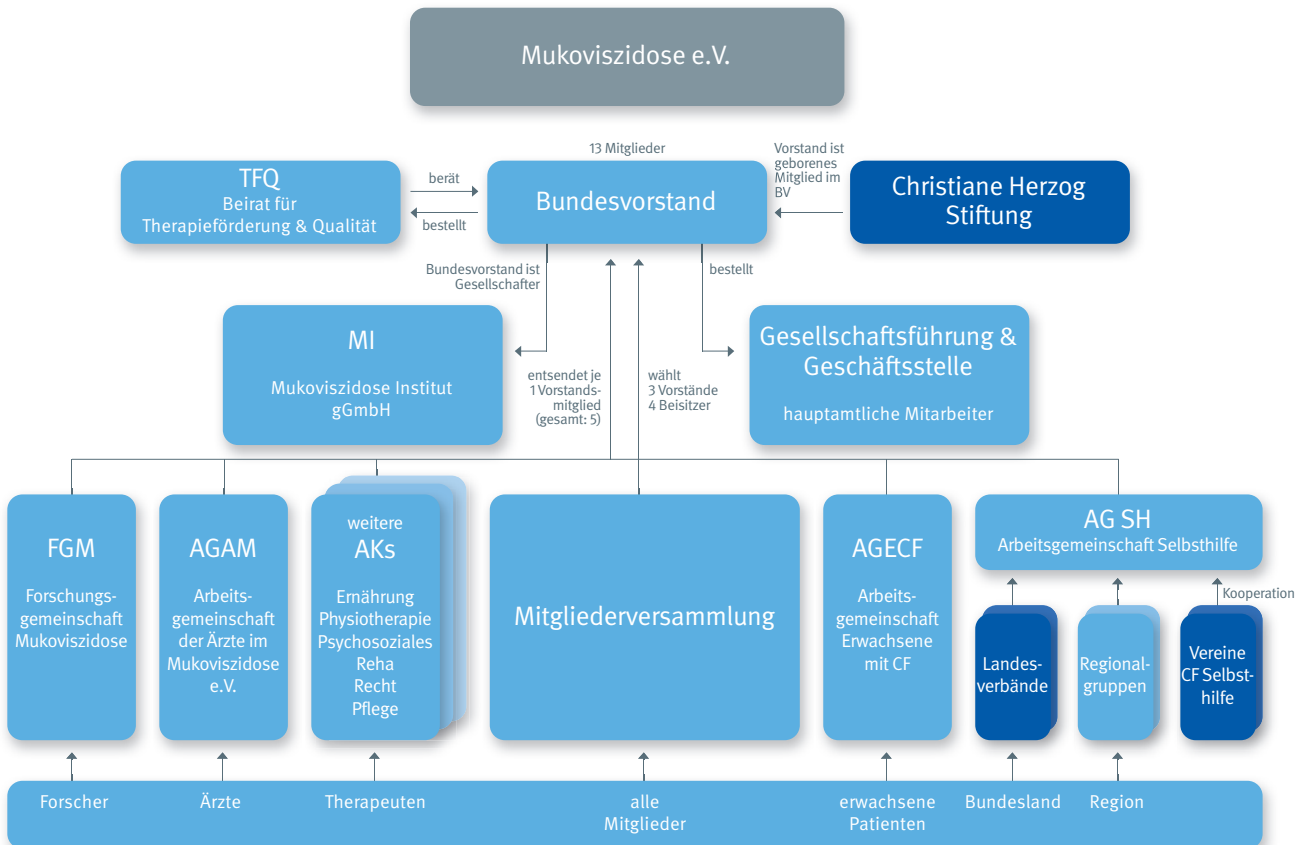 Mukoviszidose e.V.
TFQ
Beirat für
Therapieförderung & Qualität
berät
bestellt
13 Mitglieder
Bundesvorstand
Vorstand ist
geborenes
Mitglied im
BV
Christiane Herzog
Stiftung
Bundesvorstand ist
Gesellschafter
bestellt
MI
Mukoviszidose Institut
gGmbH
entsendet je
1 Vorstands-
mitglied
(gesamt: 5)
wählt
3 Vorstände
4 Beisitzer
Gesellschaftsführung &
Geschäftsstelle
hauptamtliche Mitarbeiter
FGM
Forschungs-
gemeinschaft
Mukoviszidose
AGAM
Arbeits-
gemeinschaft
der Ärzte im
Mukoviszidose
e.V.
weitere
AKs
Ernährung
Physiotherapie
Psychosoziales
Reha
Recht
Pflege
Mitgliederversammlung
AGECF
Arbeits-
gemeinschaft
Erwachsene
mit CF
AG SH
Arbeitsgemeinschaft Selbsthilfe
Kooperation
Landes-
verbände
Regional-
gruppen
Vereine
CF Selbst-
hilfe
Forscher
Ärzte
Therapeuten
alle
Mitglieder
erwachsene
Patienten
Bundesland
Region